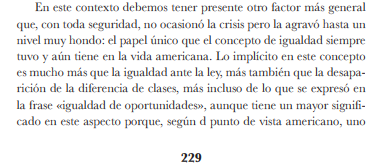 En este contexto debemos tener presente otro factor más general
que, con toda seguridad, no ocasionó la crisis pero la agravó hasta un
nivel muy hondo: el papel único que el concepto de igualdad siempre
tuvo y aún tiene en la vida americana. Lo implícito en este concepto
es mucho más que la igualdad ante la ley, más también que la desapa-
rición de la diferencia de clases, más incluso de lo que se expresó en
la frase «igualdad de oportunidades», aunque tiene un mayor signifi-
cado en este aspecto porque, según d punto de vista americano, uno
229